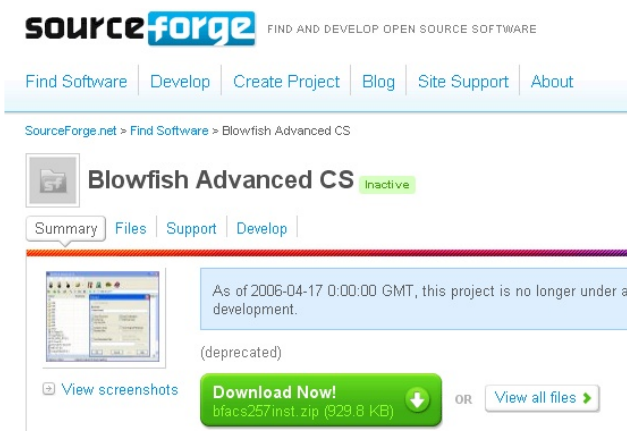 sourceforge FIND AND DEVELOP OPEN SOURCE SOFTWARE
Find Software Develop Create Project Blog Site Support About
SourceForge.net > Find Software > Blowfish Advanced CS
Blowfish Advanced CS Inactive
Summary Files Support Develop
As of 2006-04-17 0:00:00 GMT, this project is no longer under a
development.
(deprecated)
View screenshots
Download Now!
bfacs257inst.zip (929.8 KB)
OR View all files